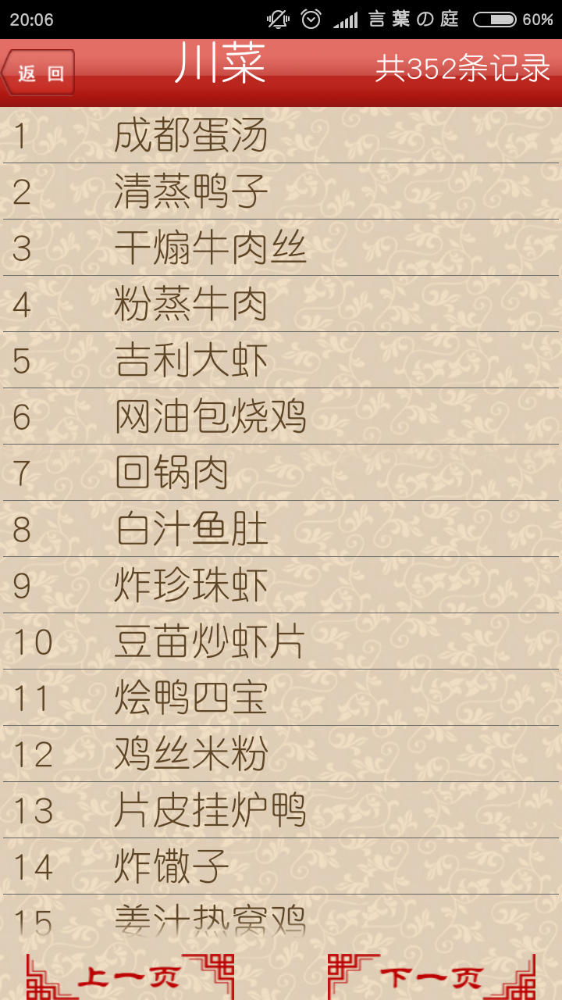 20:06 言葉の庭 60%
返回 川菜 共352条记录
1 成都蛋汤
2 清蒸鸭子
3 干煸牛肉丝
4 粉蒸牛肉
5 吉利大虾
6 网油包烧鸡
7 回锅肉
8 白汁鱼肚
9 炸珍珠虾
10 豆苗炒虾片
11 烩鸭四宝
12 鸡丝米粉
13 片皮挂炉鸭
14 炸馓子
15 姜汁热窝鸡
上一页 下一页